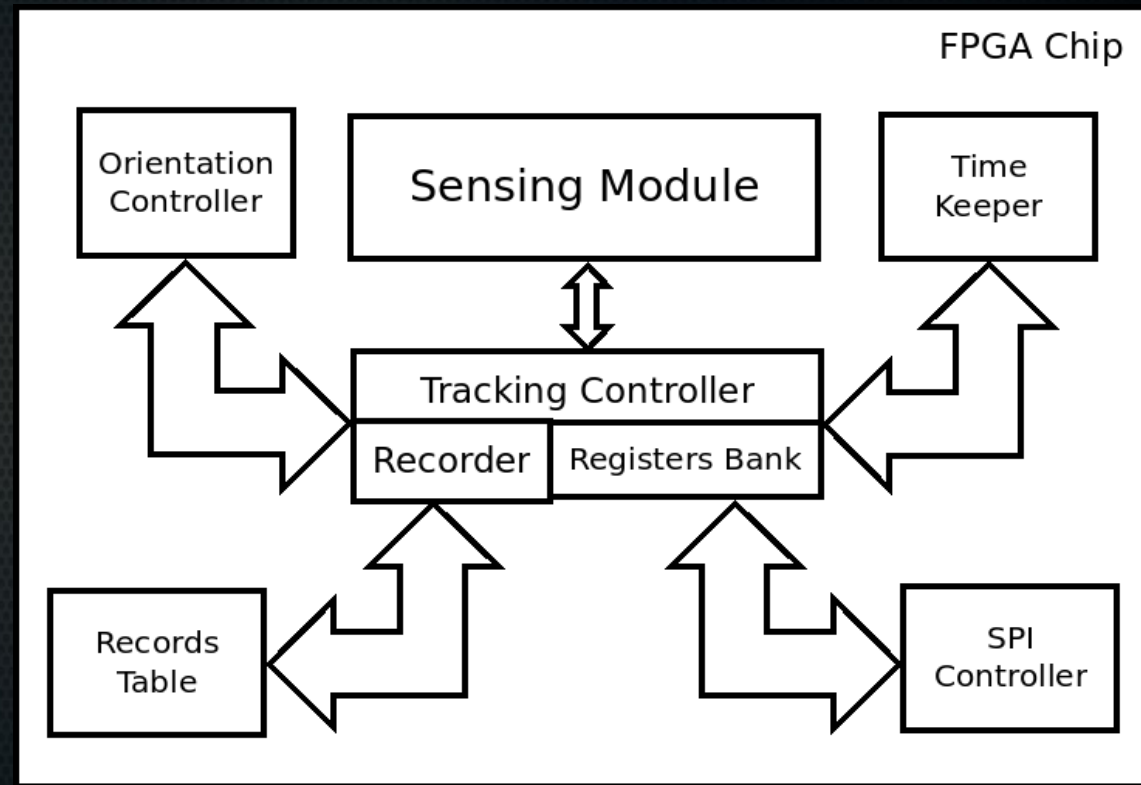 FPGA Chip
Orientation
Controller
Sensing Module
Time
Keeper
Tracking Controller
Recorder
Registers Bank
Records
Table
SPI
Controller